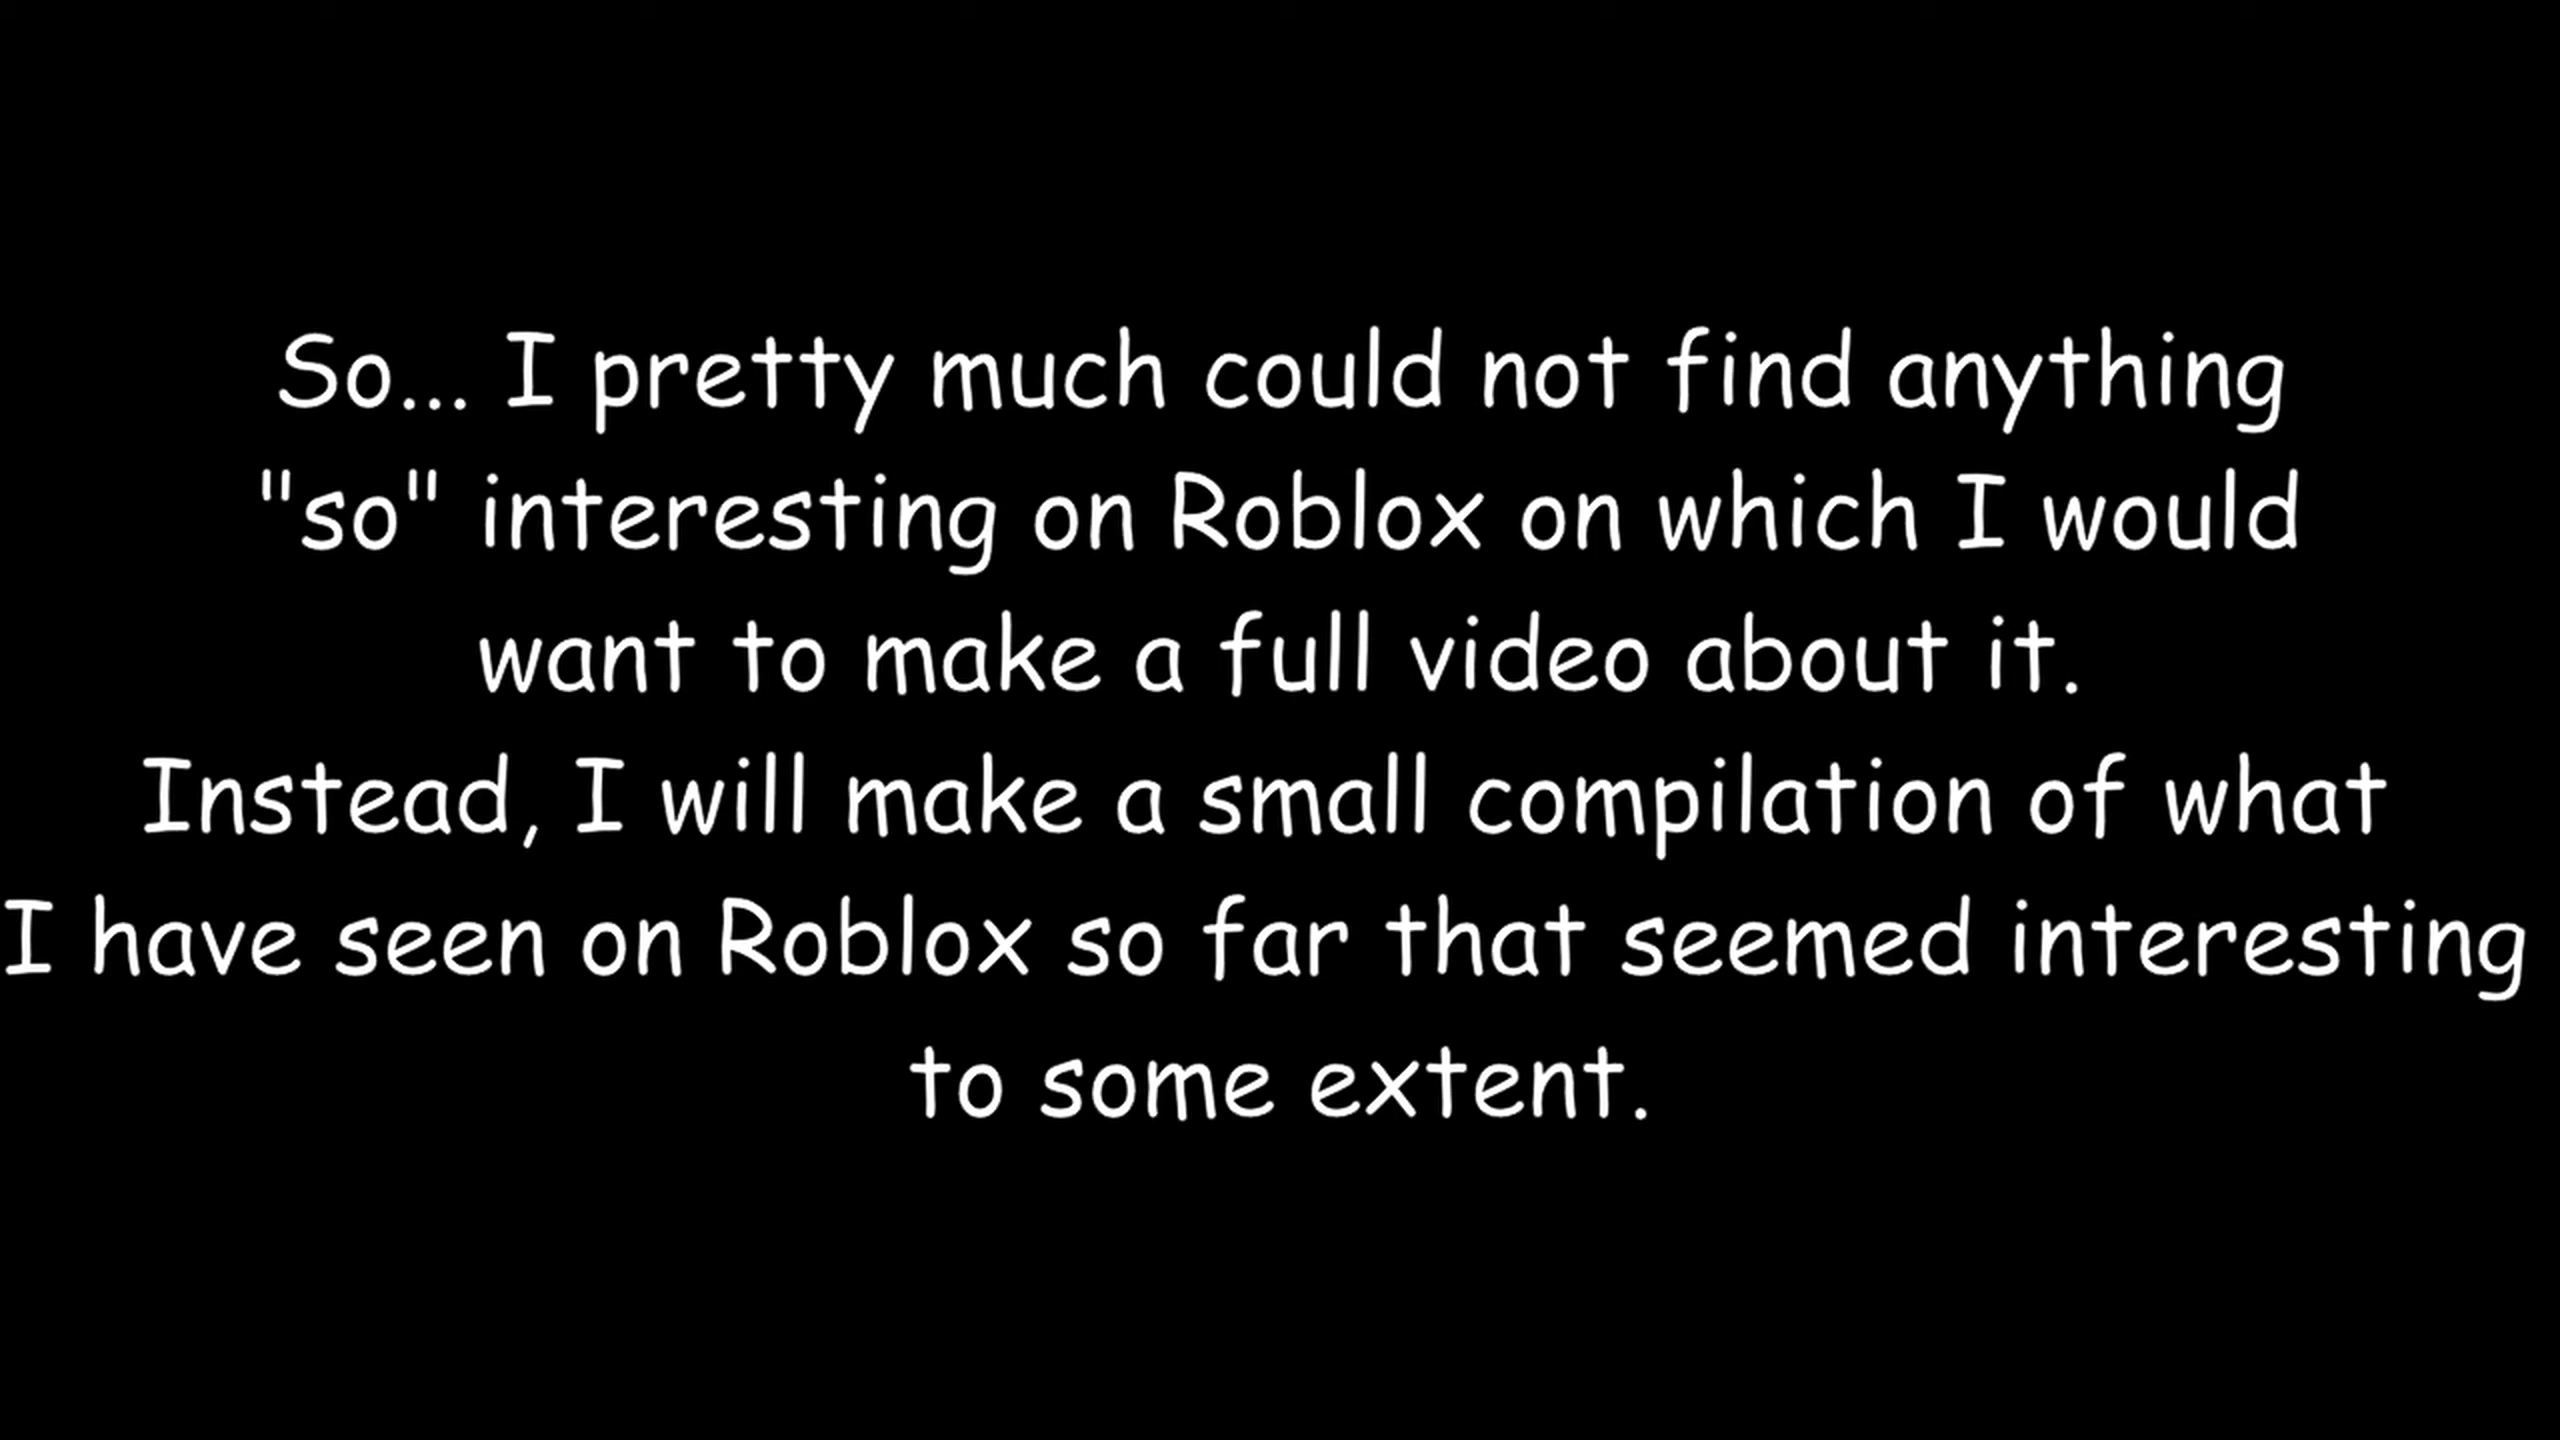 So... I pretty much could not find anything
"so" interesting on Roblox on which I would
want to make a full video about it.
Instead, I will make a small compilation of what
I have seen on Roblox so far that seemed interesting
to some extent.